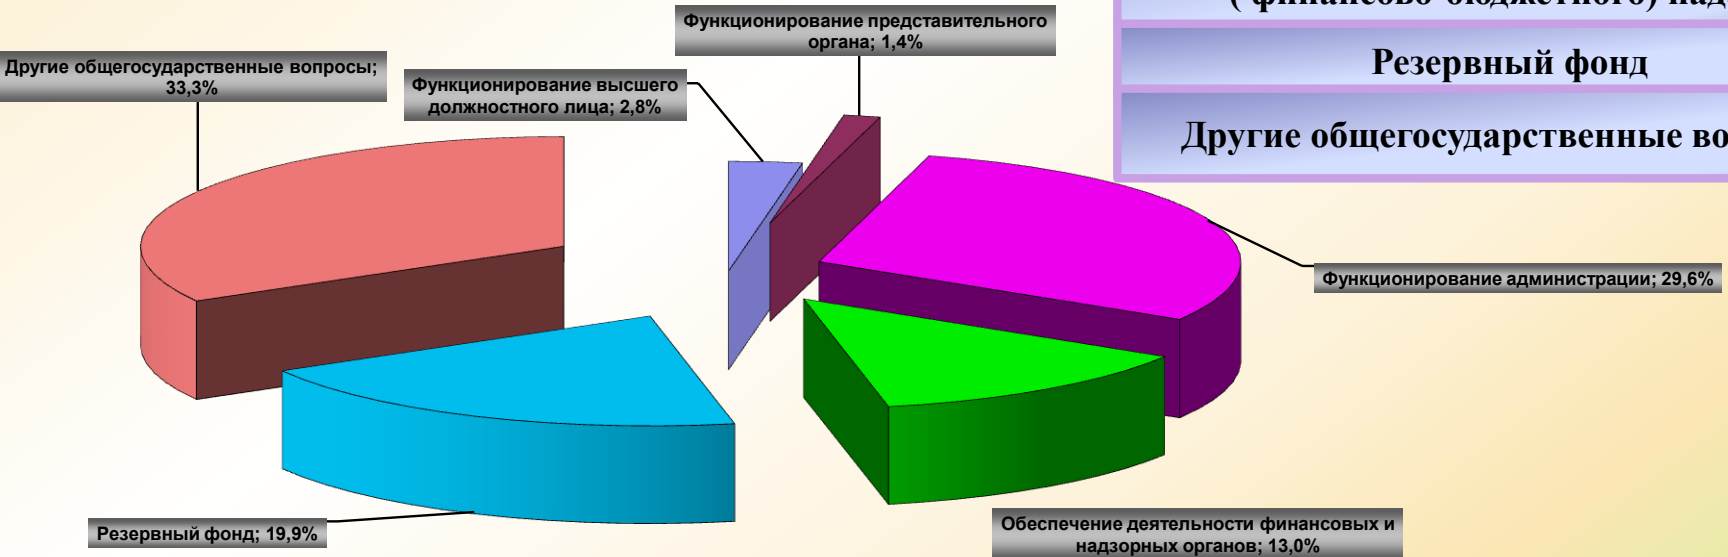 Функционирование представительного
органа; 1,4%
Другие общегосударственные вопросы;
33,3%
Функционирование высшего
должностного лица; 2,8%
Резервный фонд
Другие общегосударственные
Функционирование администрации; 29,6%
Резервный фонд; 19,9%
Обеспечение деятельности финансовых и
надзорных органов; 13,0%